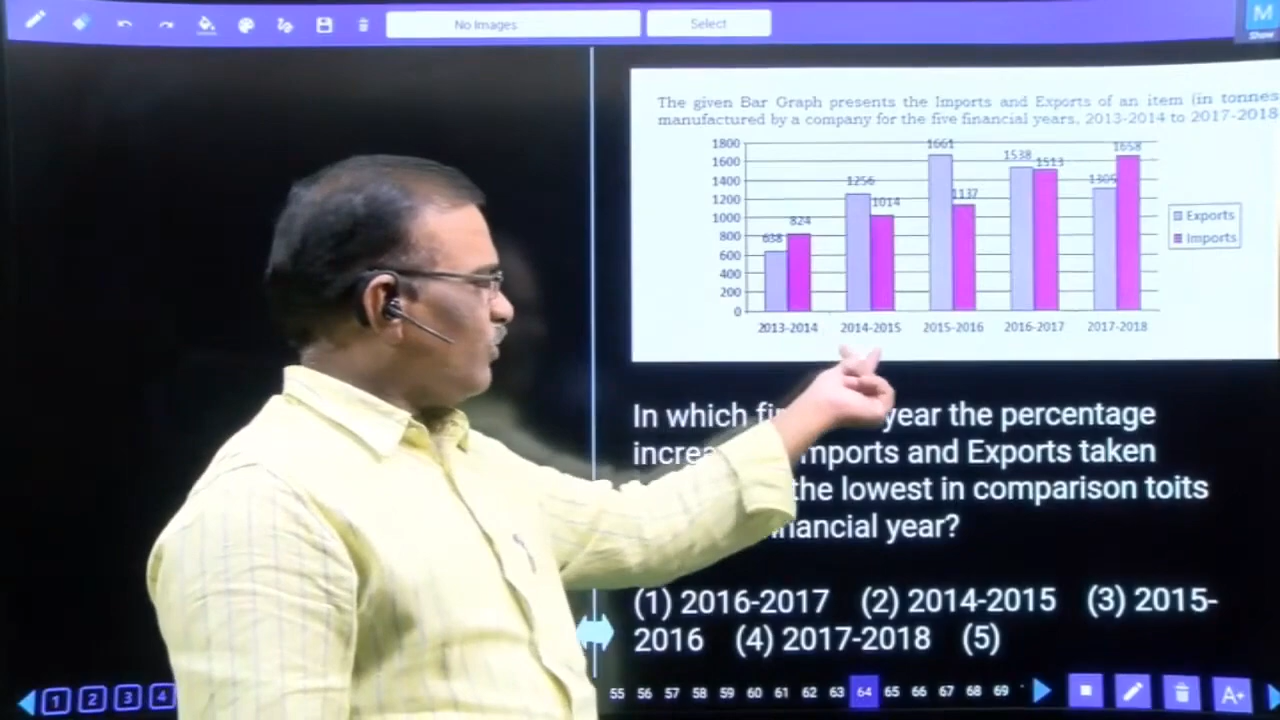 No Images
Select
M
Show
The given Bar Graph presents the Imports and Exports of an item (in tonnes
manufactured by a company for the five financial years, 2013-2014 to 2017-2018
1800
1600
1400
1200
1000
800
600
400
200
0
638
824
1256
1014
1661
1137
1538
1513
1305
1658
2013-2014 2014-2015 2015-2016 2016-2017 2017-2018
Exports
Imports
In which year the percentage
and Exports taken
the lowest in comparison toits
year?
(1) 2016-2017 (2) 2014-2015 (3) 2015-
2016 (4) 2017-2018 (5)
1 2 3 4 55 56 57 58 59 60 61 62 63 64 65 66 67 68 69
A+